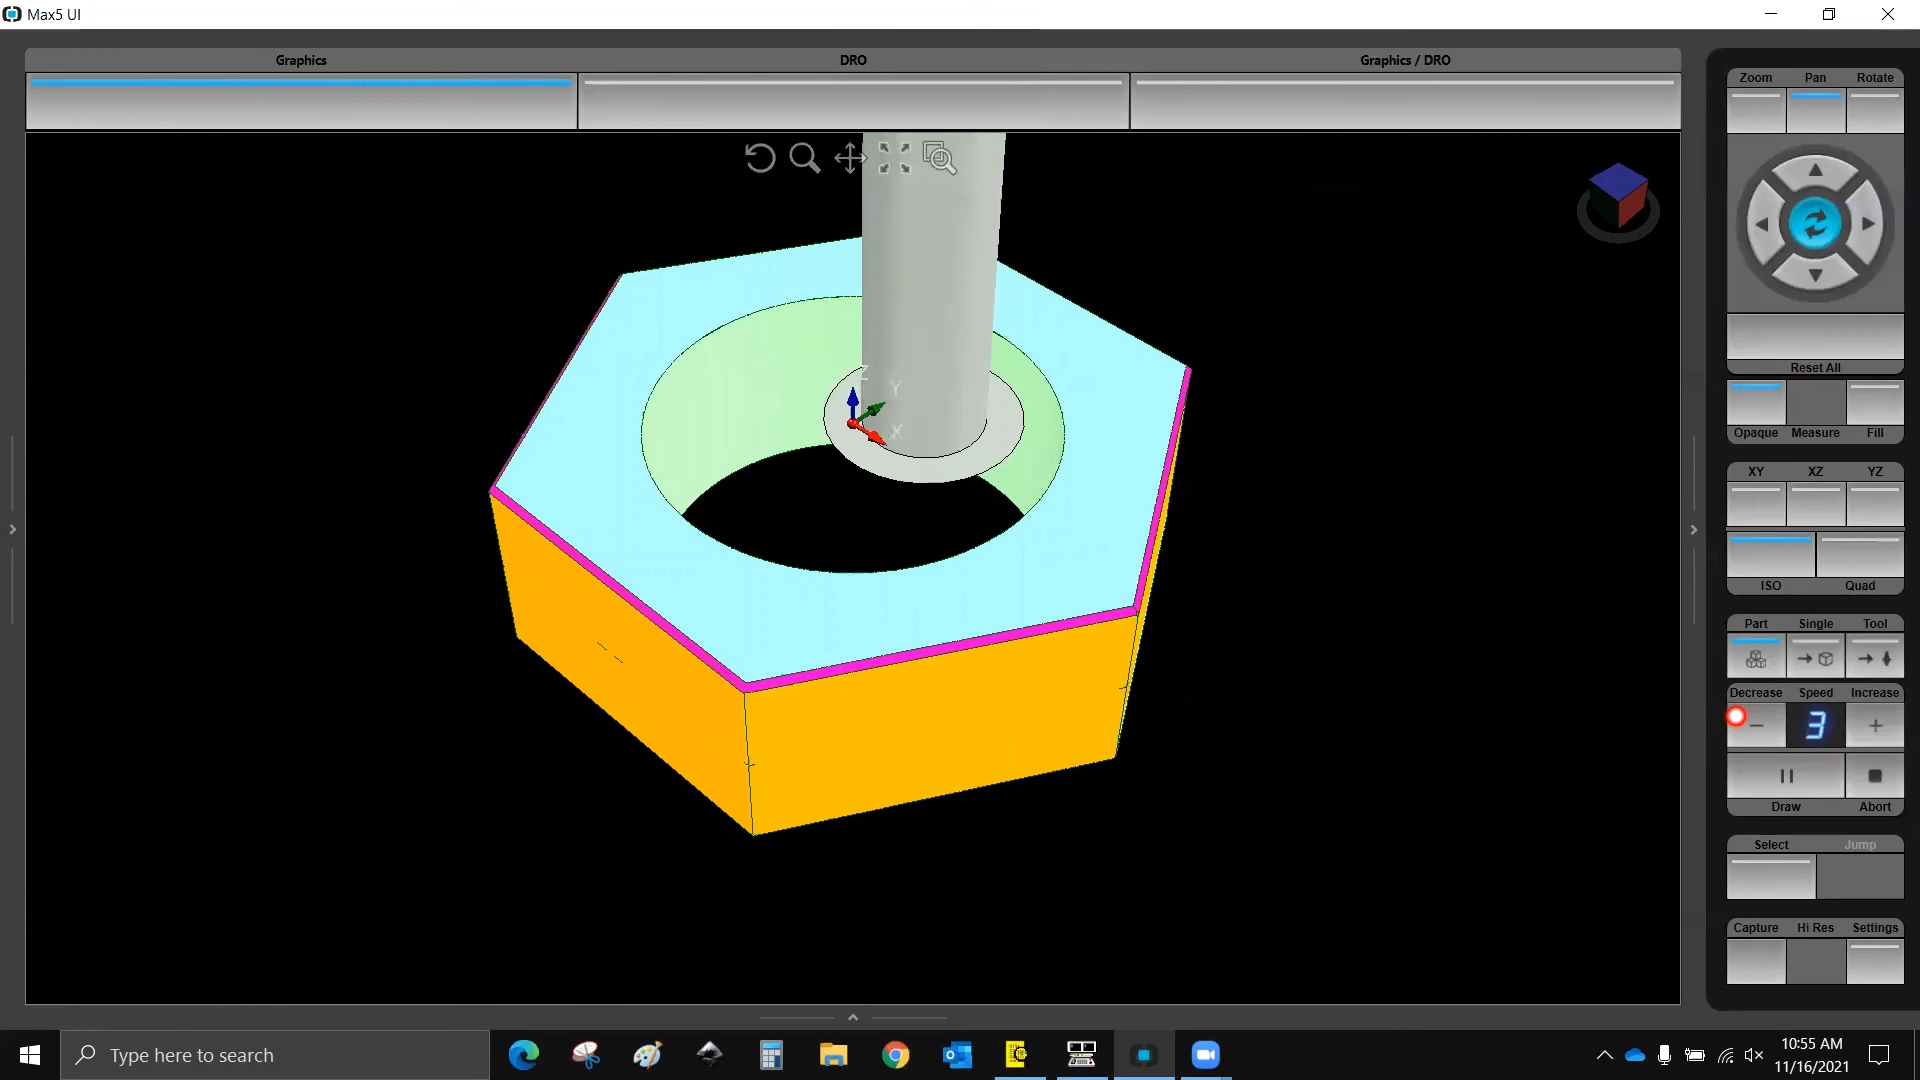 Max5 UI
Graphics DRO Graphics / DRO
Zoom Pan Rotate
Reset All
Opaque Measure Fill
XY XZ YZ
ISO Quad
Part Single Tool
Decrease Speed Increase
3
Draw Abort
Select Jump
Capture Hi Res Settings
Z
Y
X
Type here to search
10:55 AM
11/16/2021